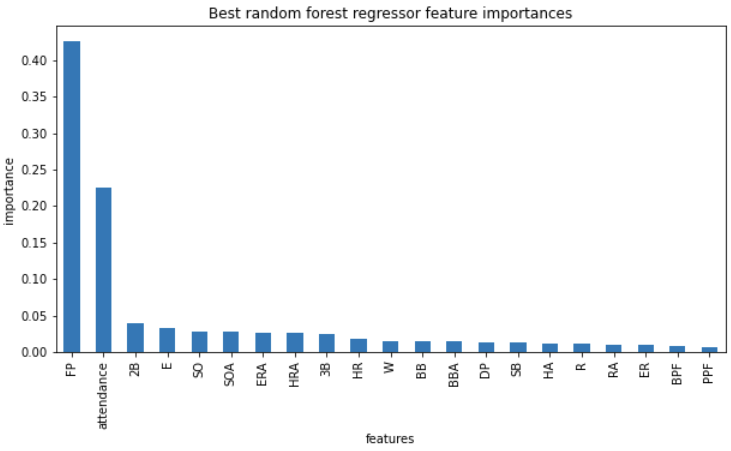 Best random forest regressor feature importances
importance
0.40
0.35
0.30
0.25
0.20
0.15
0.10
0.05
0.00
FP
attendance
2B
E
SO
SOA
ERA
HRA
3B
HR
W
BB
BBA
DP
SB
HA
R
RA
ER
BPF
PPF
features